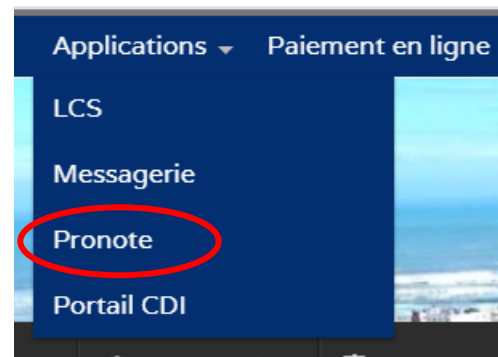 Applications Paiement en ligne
LCS
Messagerie
Pronote
Portail CDI